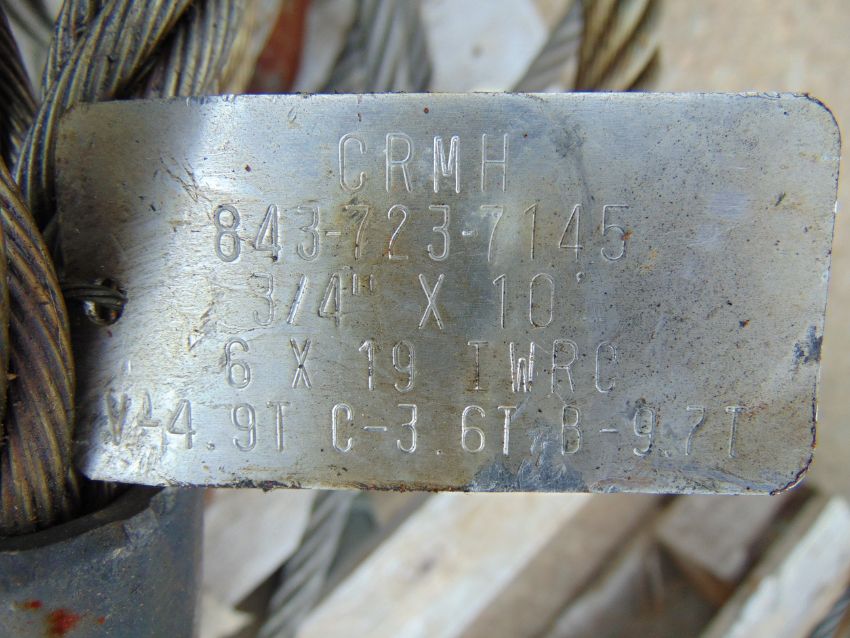 CRMH
843-723-7145
3/4" X 10'
6 X 19 IWRC
V-4.9T C-3.6T B-9.7T